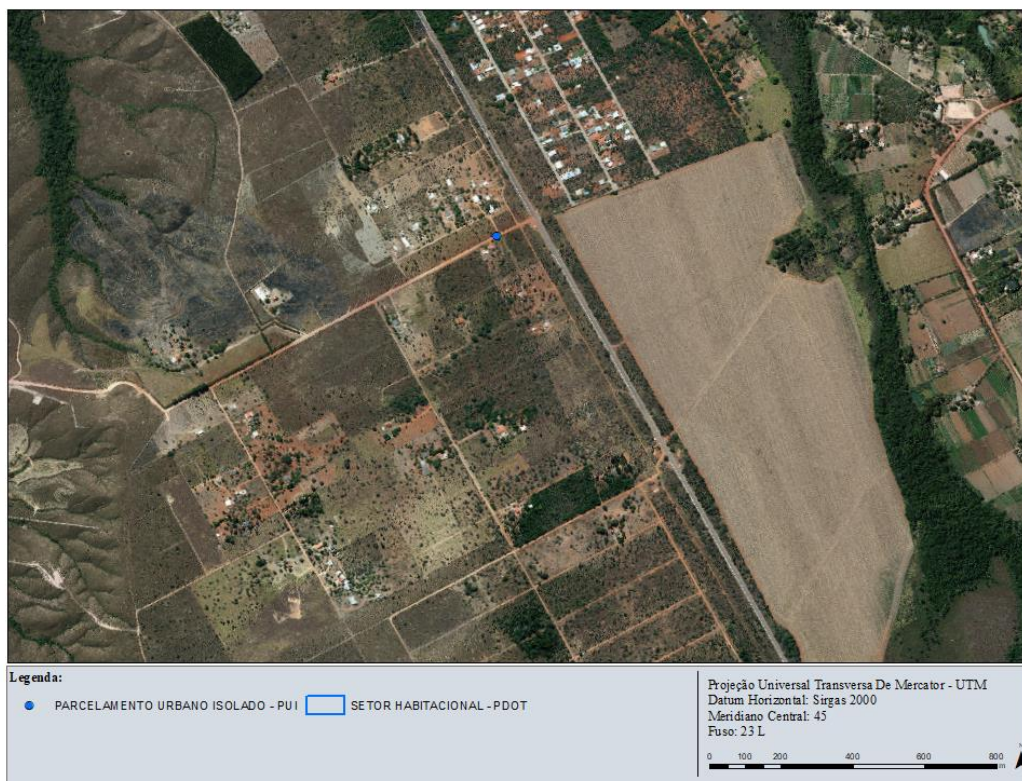 Legenda:
PARCELAMENTO URBANO ISOLADO - PUI SETOR HABITACIONAL - PDOT
Projeção Universal Transversa De Mercator - UTM
Datum Horizontal: Sirgas 2000
Meridiano Central: 45
Fuso: 23 L
0 100 200 400 600 800
m
N